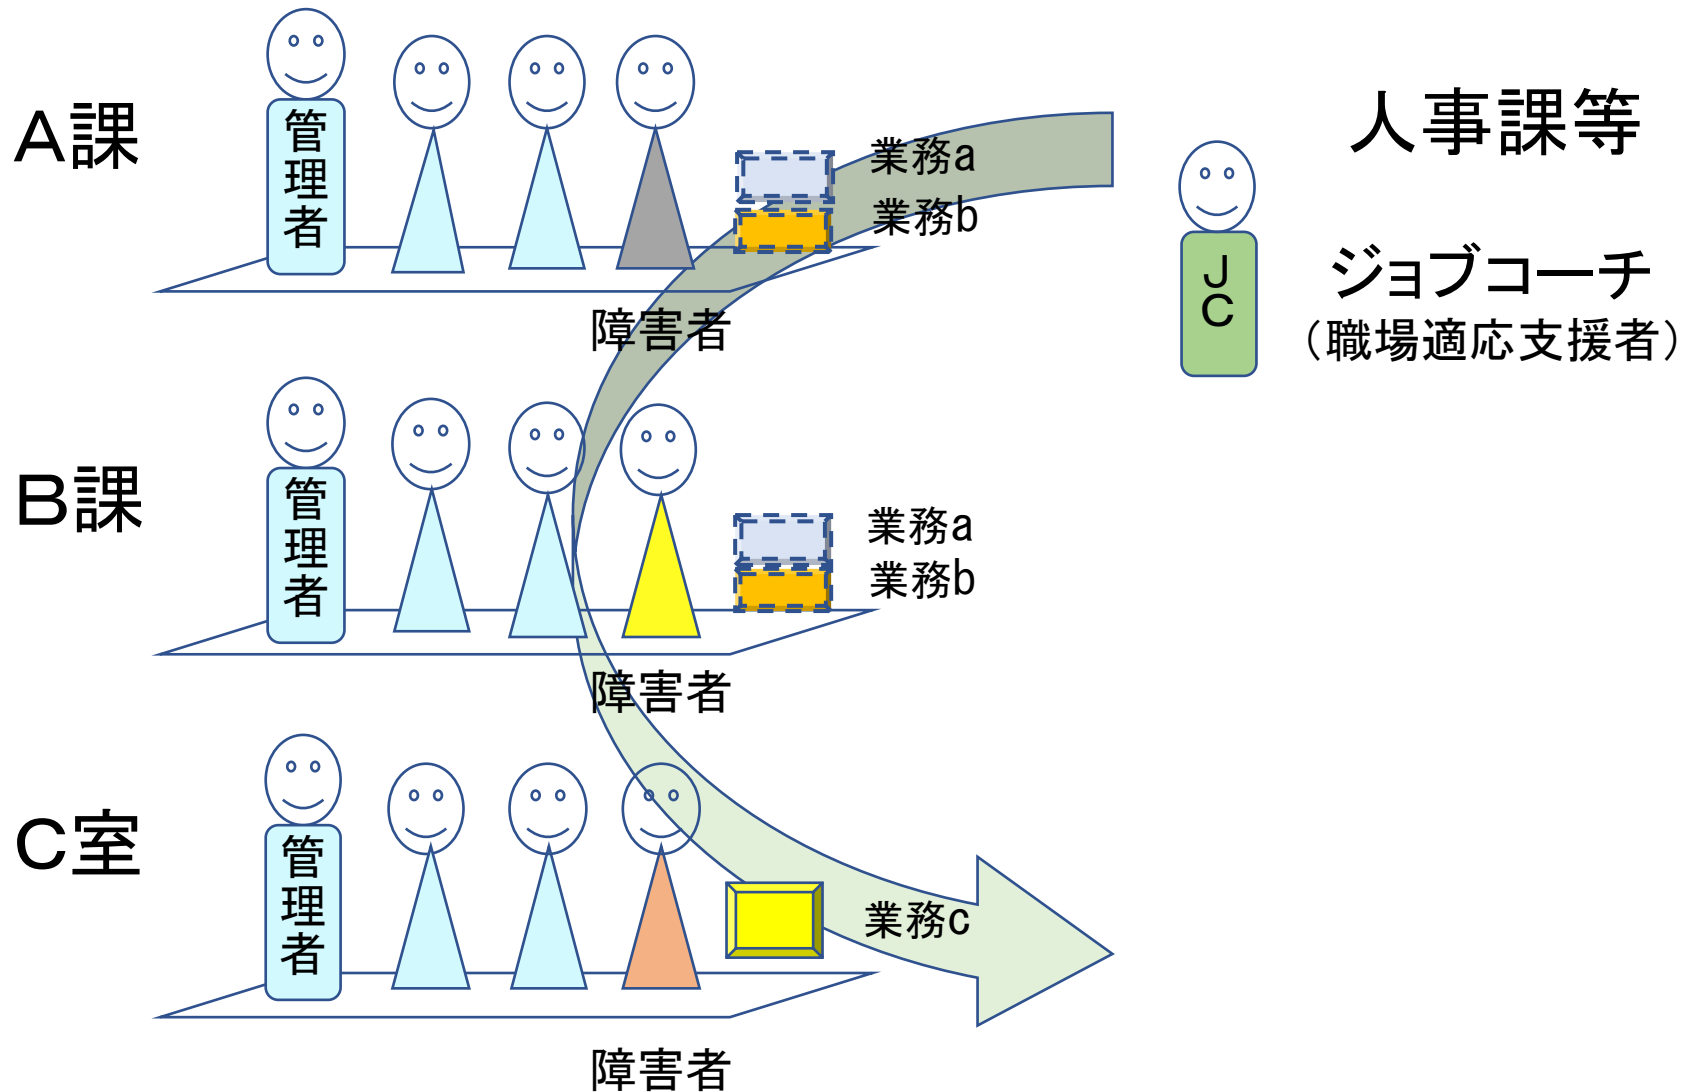 A課
管理者
業務a
業務b
障害者
人事課等
JC
ジョブコーチ
（職場適応支援者）
B課
管理者
業務a
業務b
障害者
C室
管理者
業務c
障害者